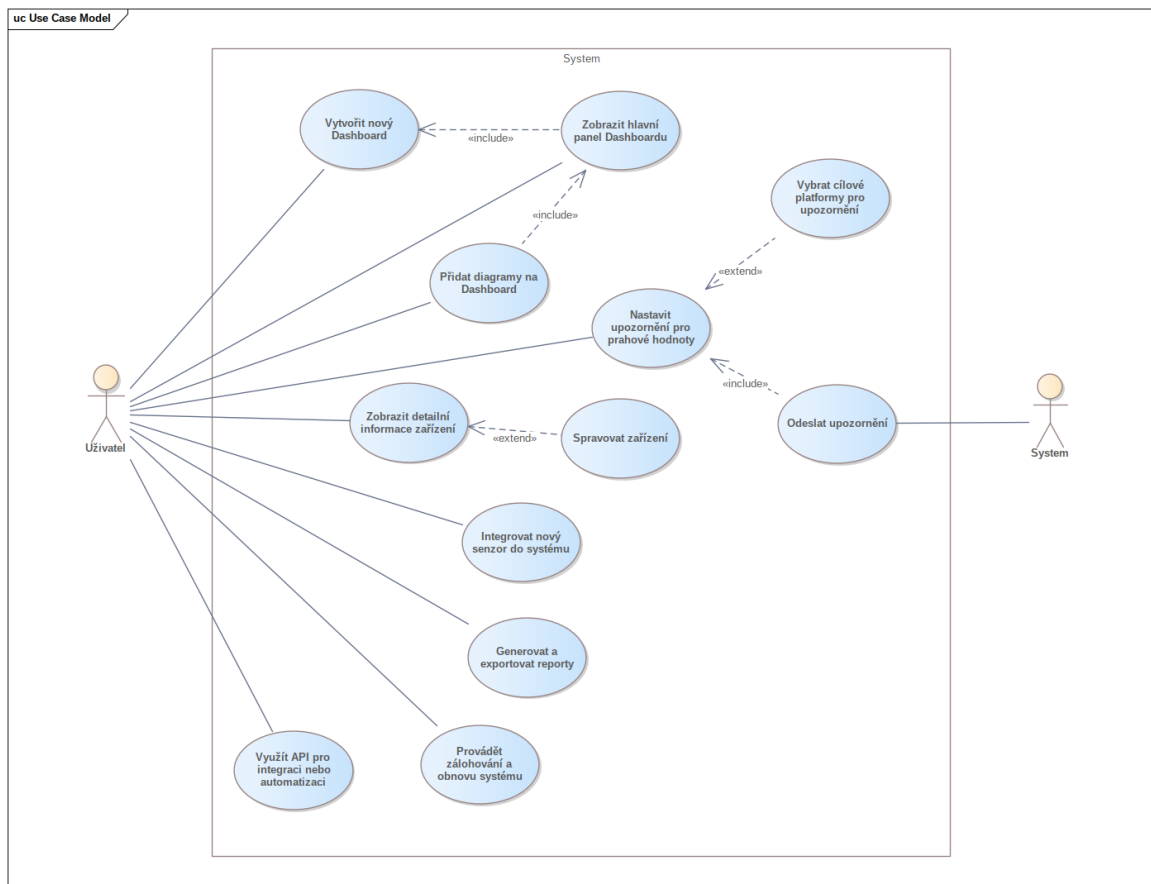 uc Use Case Model
System
Vytvořit nový
Dashboard
«include»
Zobrazit hlavní
panel Dashboardu
«include»
Vybrat cílové
platformy pro
upozornění
Přidat diagramy na
Dashboard
«extend»
Nastavit
upozornění pro
prahové hodnoty
«include»
Uživatel
Zobrazit detailní
informace zařízení
«extend»
Spravovat zařízení
Odeslat upozornění
System
Integrovat nový
senzor do systému
Generovat a
exportovat reporty
Využít API pro
integraci nebo
automatizaci
Provádět
zálohování a
obnovu systému